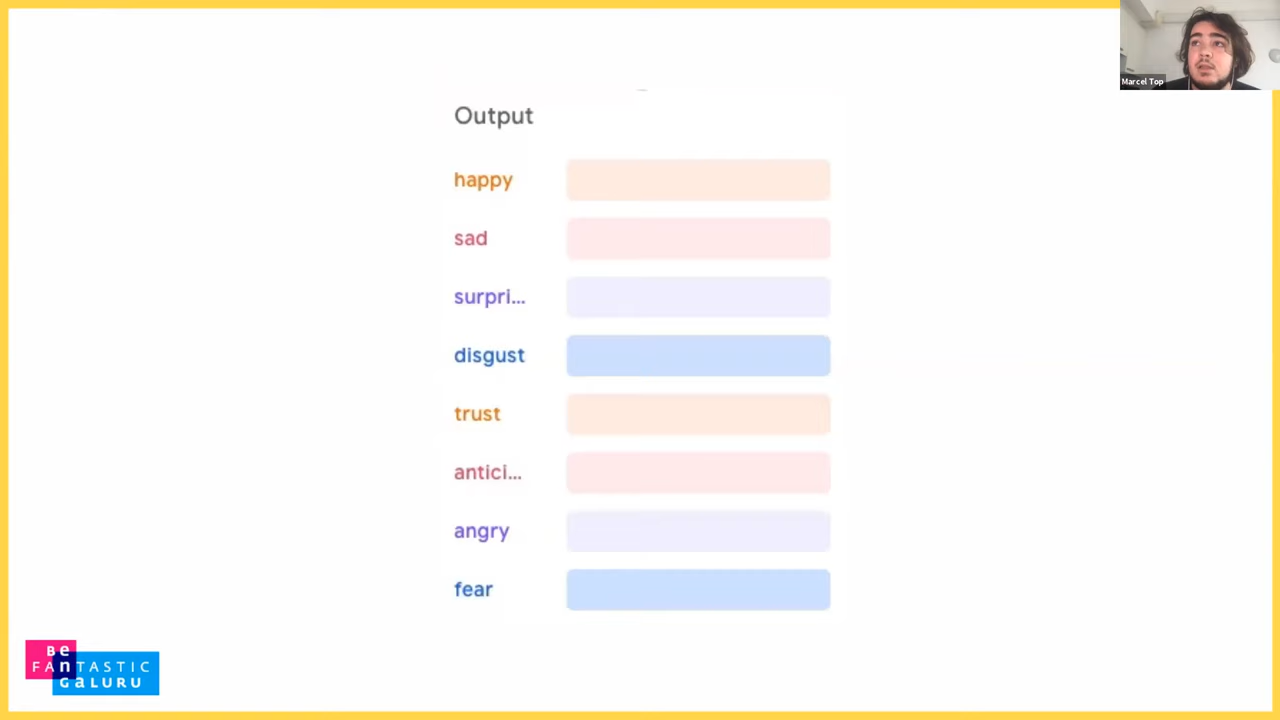 Marcel Top
Output
happy
sad
surpri...
disgust
trust
antici...
angry
fear
Be
FANTASTIC
GaLURU